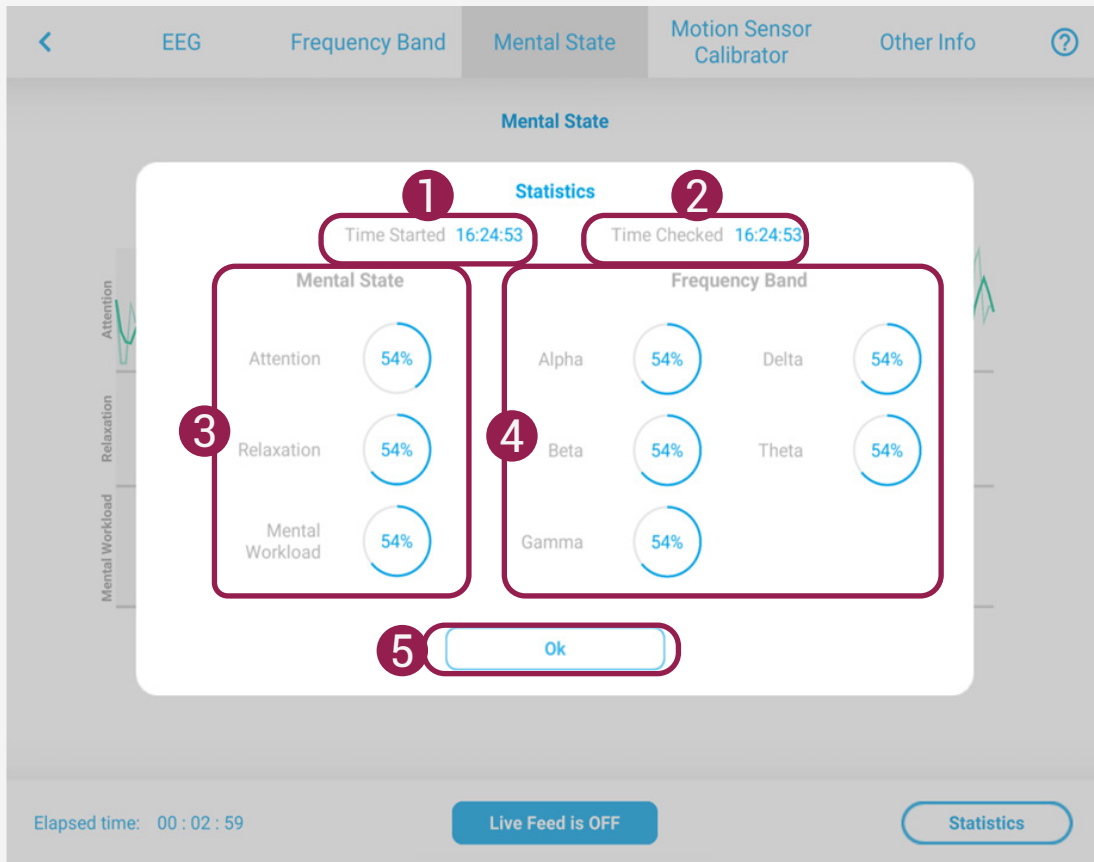 EEG
Frequency Band
Mental State
Motion Sensor
Calibrator
Other Info
?
Mental State
Statistics
1
2
Time Started 16:24:53
Time Checked 16:24:53
Mental State
Frequency Band
Attention
Attention 54%
Alpha 54%
Delta 54%
3
4
Relaxation
Relaxation 54%
Beta 54%
Theta 54%
Mental Workload
Mental
Workload
54%
Gamma 54%
5
Ok
Elapsed time: 00 : 02 : 59
Live Feed is OFF
Statistics